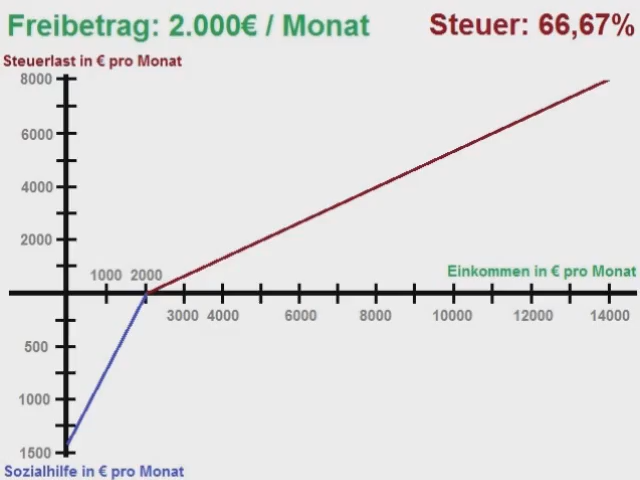 Freibetrag: 2.000€ / Monat
Steuer: 66,67%
Steuerlast in € pro Monat
8000
6000
4000
2000
1000 2000
Einkommen in € pro Monat
3000 4000 6000 8000 10000 12000 14000
500
1000
1500
Sozialhilfe in € pro Monat